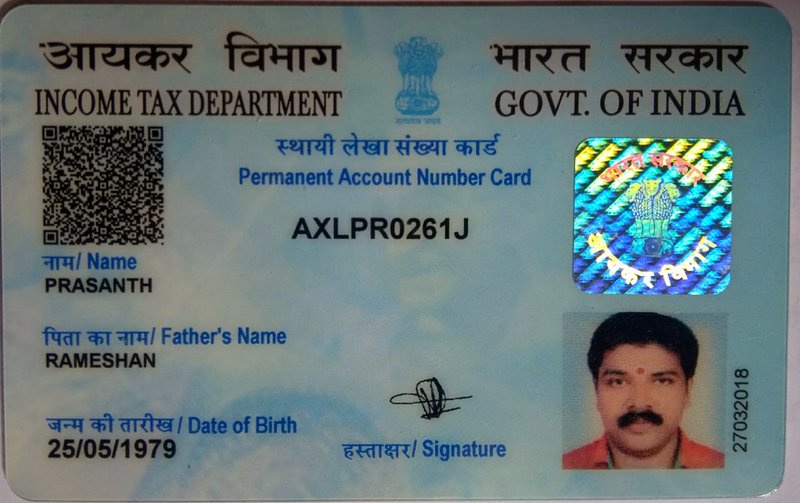 आयकर विभाग
INCOME TAX DEPARTMENT
सत्यमेव जयते
भारत सरकार
GOVT. OF INDIA
स्थायी लेखा संख्या कार्ड
Permanent Account Number Card
AXLPR0261J
भारत सरकार
आयकर विभाग
नाम/ Name
PRASANTH
पिता का नाम/ Father's Name
RAMESHAN
जन्म की तारीख / Date of Birth
25/05/1979
हस्ताक्षर/ Signature
27032018